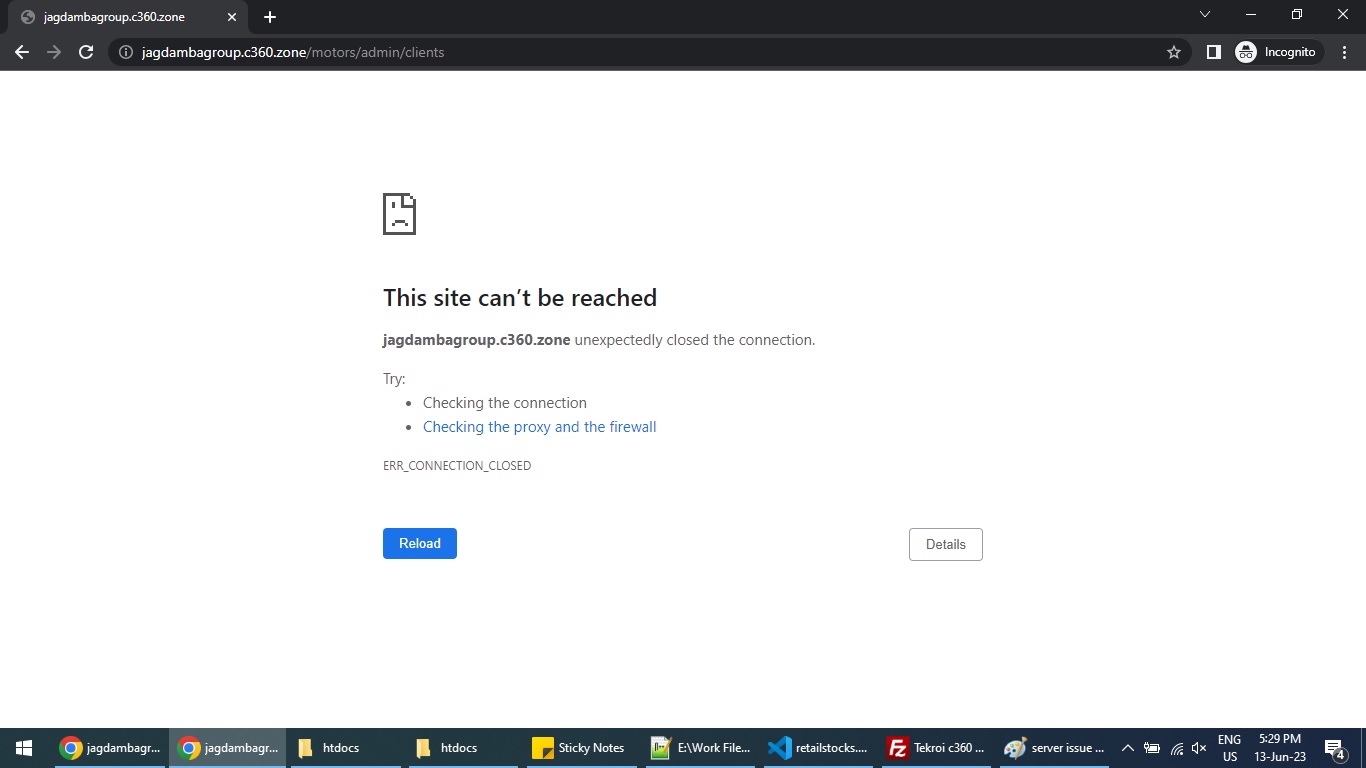 jagdambagroup.c360.zone
jagdambagroup.c360.zone/motors/admin/clients
Incognito
This site can’t be reached
jagdambagroup.c360.zone unexpectedly closed the connection.
Try:
• Checking the connection
• Checking the proxy and the firewall
ERR_CONNECTION_CLOSED
Reload
Details
jagdambagr...
jagdambagr...
htdocs
htdocs
Sticky Notes
E:\Work File...
retailstocks....
Fz
Tekroi c360 ...
server issue ...
ENG
US
5:29 PM
13-Jun-23
4